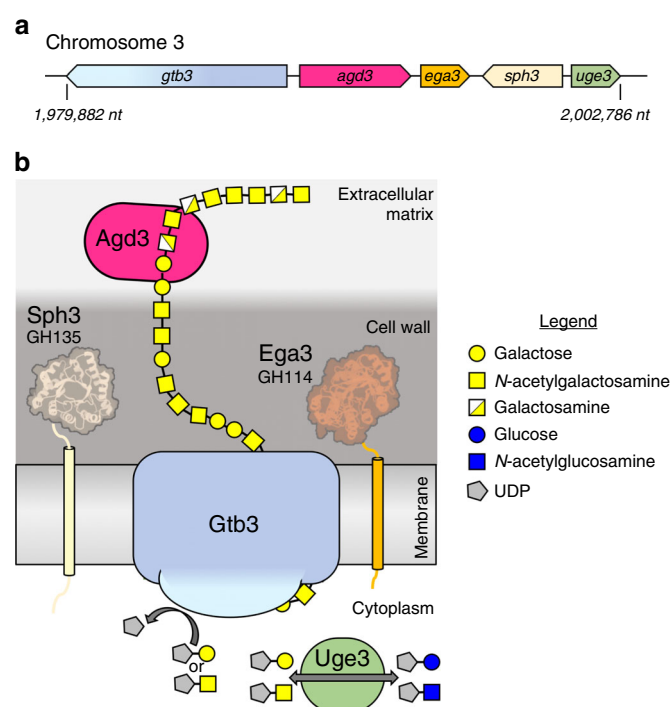 a
Chromosome 3
gtb3
agd3
ega3
sph3
uge3
1,979,882 nt
2,002,786 nt
b
Extracellular
matrix
Agd3
Sph3
GH135
Cell wall
Ega3
GH114
Legend
Galactose
N-acetylgalactosamine
Galactosamine
Glucose
N-acetylglucosamine
UDP
Gtb3
Membrane
Cytoplasm
or
Uge3